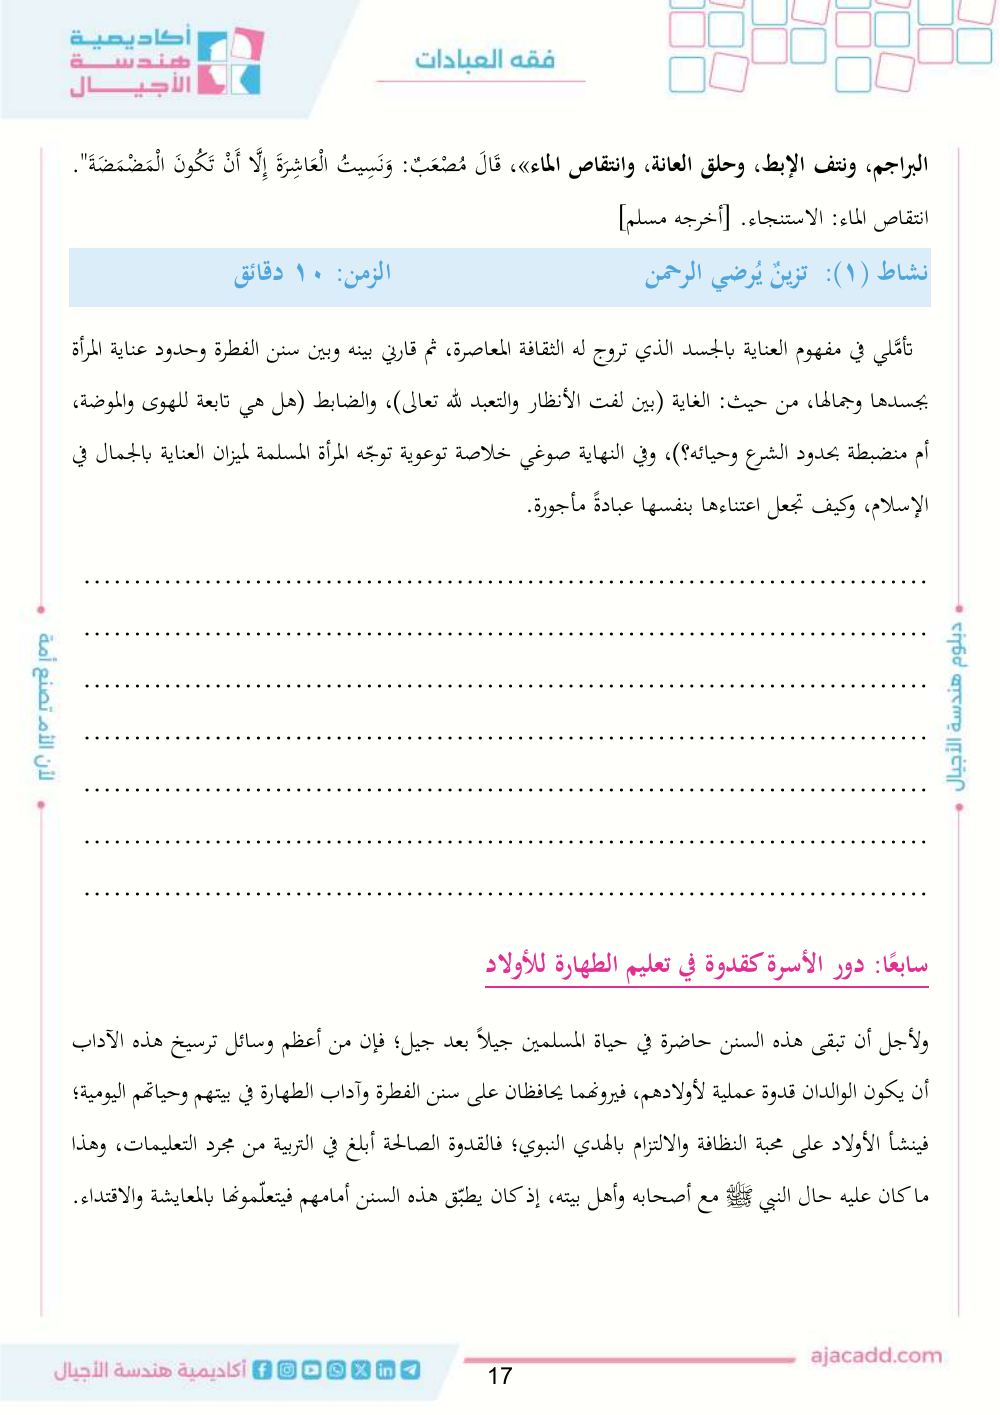 أكاديمية
هندسة
الأجيال
فقه العبادات
البراجم، ونتف الإبط، وحلق العانة، وانتقاص الماء»، قَالَ مُصْعَبٌ: وَنَسِيتُ الْعَاشِرَةَ إِلَّا أَنْ تَكُونَ الْمَضْمَضَةَ".
انتقاص الماء: الاستنجاء. [أخرجه مسلم]
نشاط (١): تزينٌ يُرضي الرحمن الزمن: ١٠ دقائق
تأمَّلي في مفهوم العناية بالجسد الذي تروج له الثقافة المعاصرة، ثم قارني بينه وبين سنن الفطرة وحدود عناية المرأة
بجسدها وجمالها، من حيث: الغاية (بين لفت الأنظار والتعبد لله تعالى)، والضابط (هل هي تابعة للهوى والموضة،
أم منضبطة بحدود الشرع وحيائه؟)، وفي النهاية صوغي خلاصة توعوية توجّه المرأة المسلمة لميزان العناية بالجمال في
الإسلام، وكيف تجعل اعتناءها بنفسها عبادةً مأجورة.
سابعًا: دور الأسرة كقدوة في تعليم الطهارة للأولاد
ولأجل أن تبقى هذه السنن حاضرة في حياة المسلمين جيلاً بعد جيل؛ فإن من أعظم وسائل ترسيخ هذه الآداب
أن يكون الوالدان قدوة عملية لأولادهم، فيرونهما يحافظان على سنن الفطرة وآداب الطهارة في بيتهم وحياتهم اليومية؛
فينشأ الأولاد على محبة النظافة والالتزام بالهدي النبوي؛ فالقدوة الصالحة أبلغ في التربية من مجرد التعليمات، وهذا
ما كان عليه حال النبي ﷺ مع أصحابه وأهل بيته، إذ كان يطبّق هذه السنن أمامهم فيتعلّمونها بالمعايشة والاقتداء.
دبلوم هندسة الأجيال
لأن الأم تصنع أمة
ajacadd.com
17
أكاديمية هندسة الأجيال